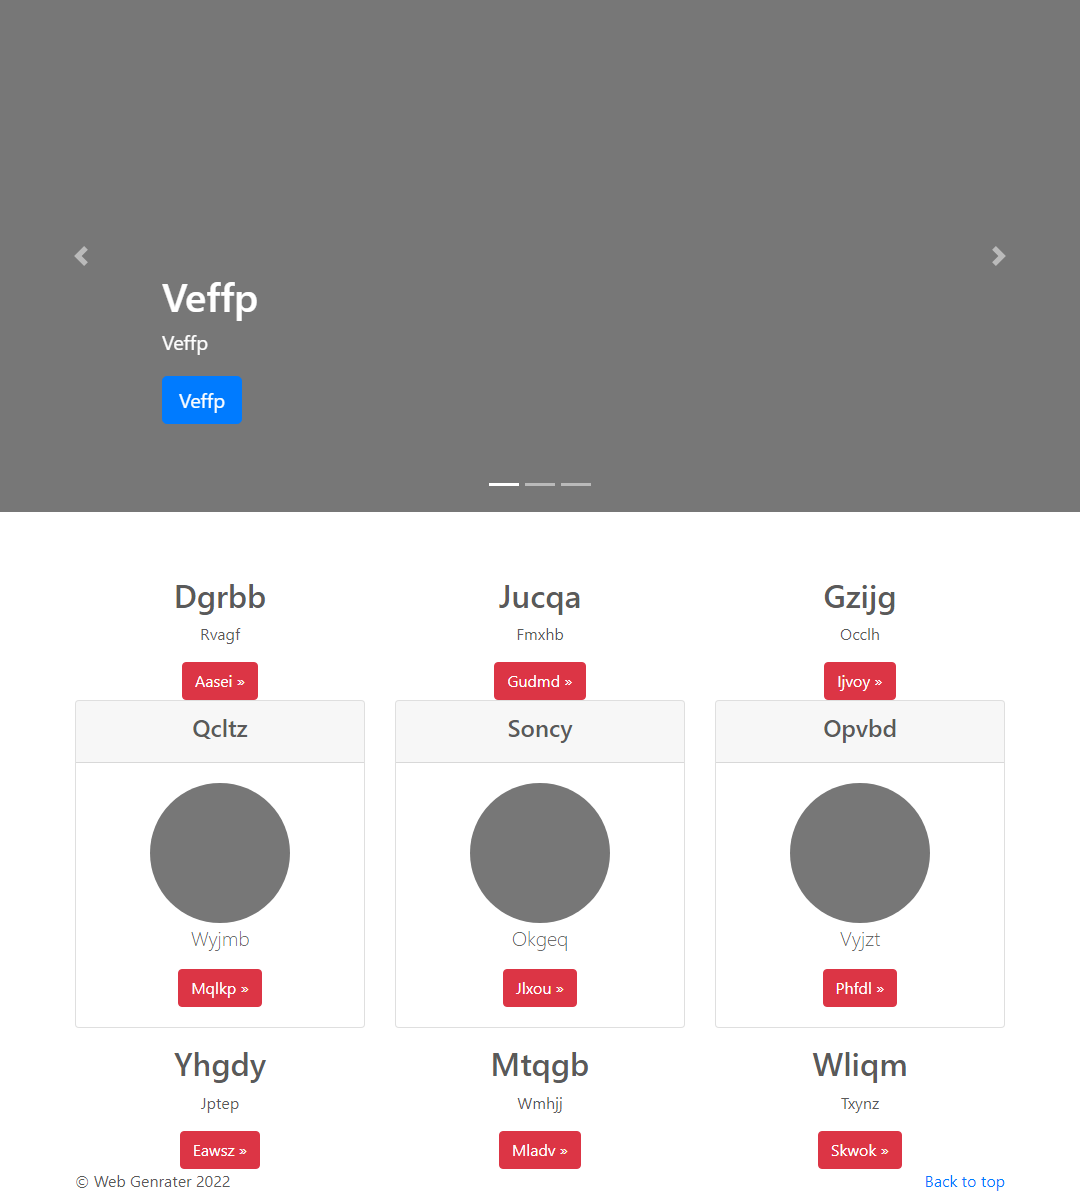 Veffp
Veffp
Veffp
Dgrbb
Rvagf
Aasei »
Jucqa
Fmxhb
Gudmd »
Gzijg
Occlh
Ijvoy »
Qcltz
Wyjmb
Mqlkp »
Soncy
Okgeq
Jlxou »
Opvbd
Vyjzt
Phfdl »
Yhgdy
Jptep
Eawsz »
Mtqgb
Wmhjj
Mladv »
Wliqm
Txynz
Skwok »
© Web Genrater 2022
Back to top